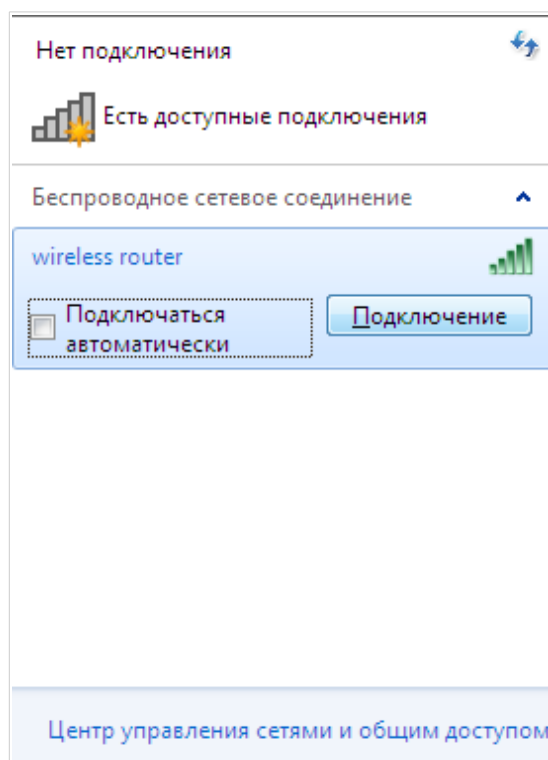 Нет подключения
Есть доступные подключения
Беспроводное сетевое соединение
wireless router
Подключаться
автоматически
Подключение
Центр управления сетями и общим доступом